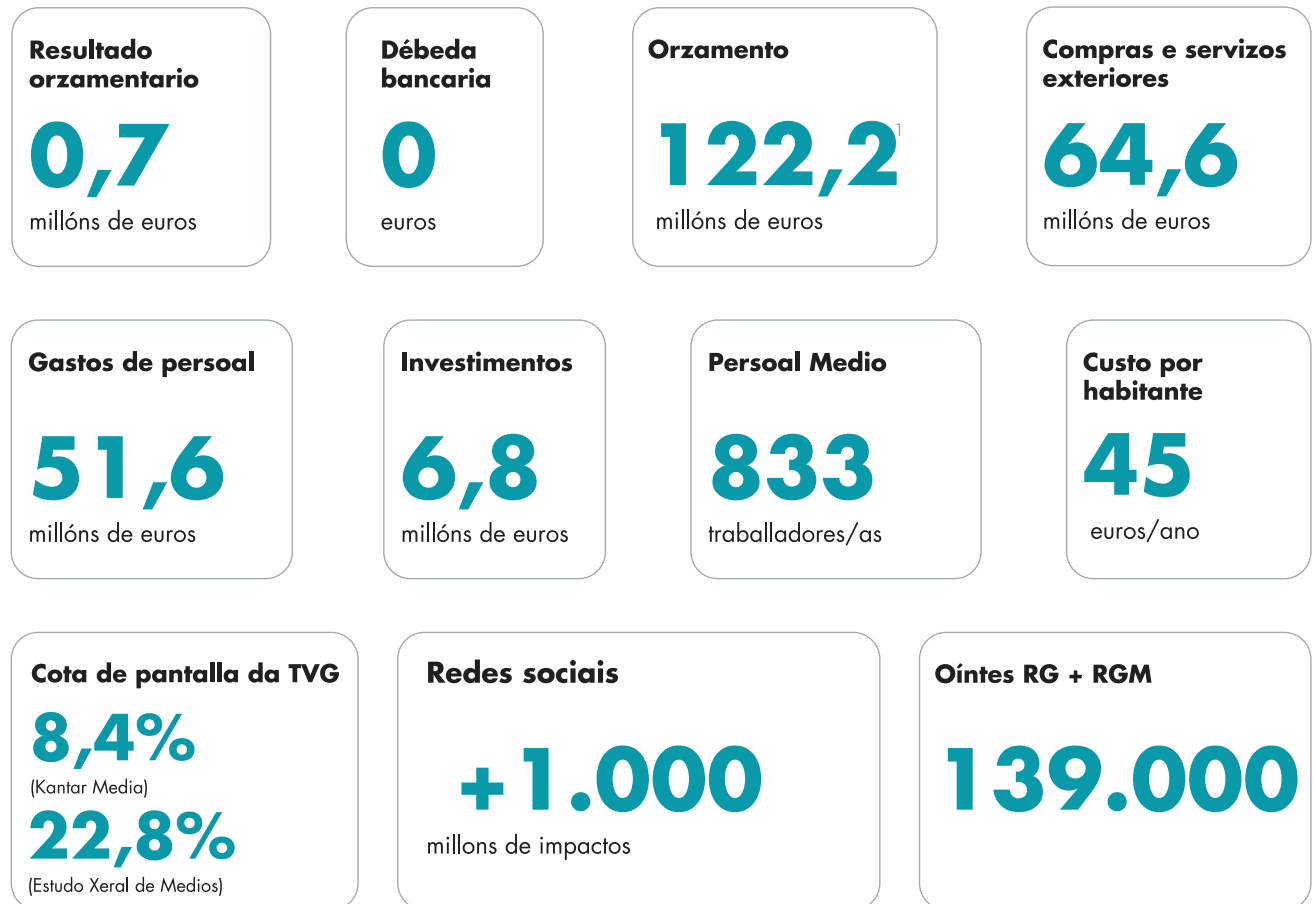 Resultado
orzamentario
0,7
millóns de euros
Débeda
bancaria
0
euros
Orzamento
122,2¹
millóns de euros
Compras e servizos
exteriores
64,6
millóns de euros
Gastos de persoal
51,6
millóns de euros
Investimentos
6,8
millóns de euros
Persoal Medio
833
traballadores/as
Custo por
habitante
45
euros/ano
Cota de pantalla da TVG
8,4%
(Kantar Media)
22,8%
(Estudo Xeral de Medios)
Redes sociais
+1.000
millons de impactos
Oíntes RG + RGM
139.000